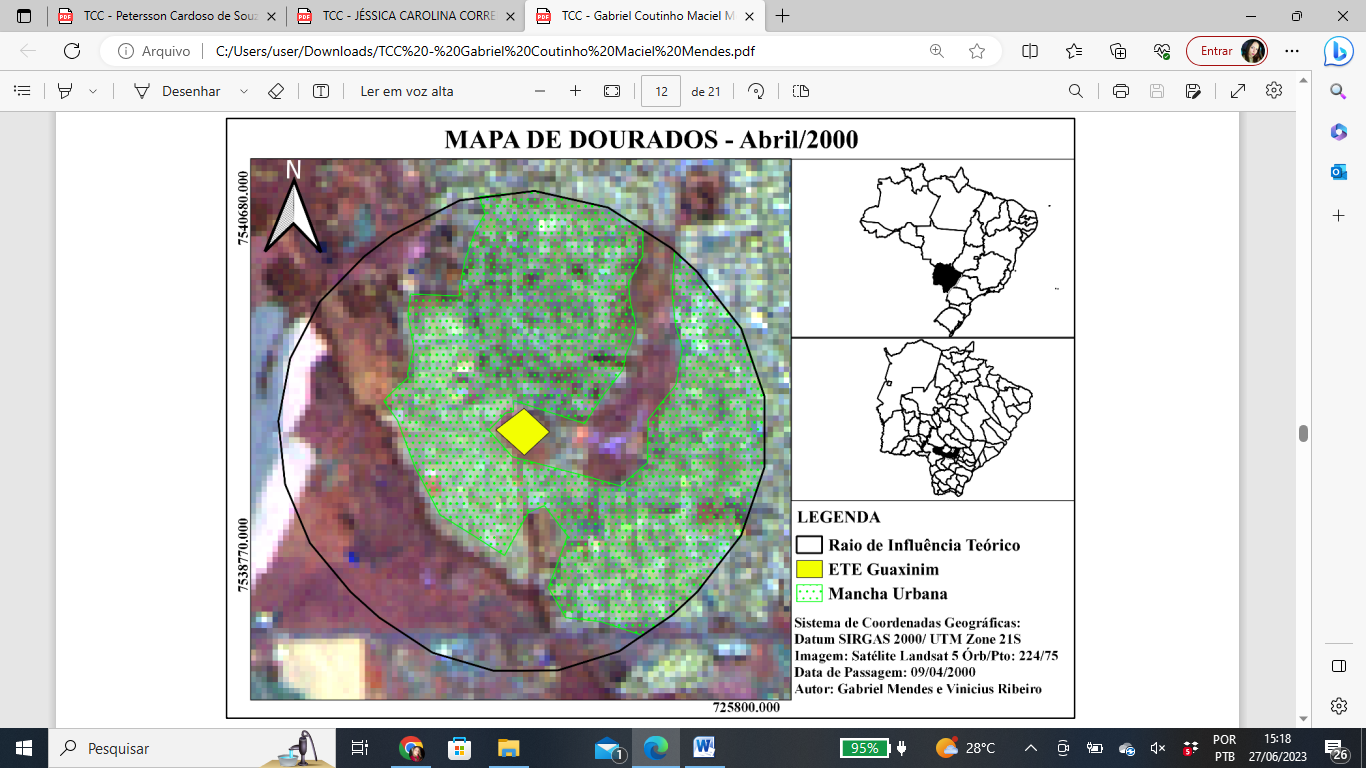 TCC - Petersson Cardoso de Souz
TCC - JÉSSICA CAROLINA CORRE
TCC - Gabriel Coutinho Maciel M
Arquivo
C:/Users/user/Downloads/TCC%20-%20Gabriel%20Coutinho%20Maciel%20Mendes.pdf
Entrar
Desenhar
Ler em voz alta
12
de 21
MAPA DE DOURADOS - Abril/2000
N
7540680.000
7538770.000
725800.000
LEGENDA
Raio de Influência Teórico
ETE Guaxinim
Mancha Urbana
Sistema de Coordenadas Geográficas:
Datum SIRGAS 2000/ UTM Zone 21S
Imagem: Satélite Landsat 5 Órb/Pto: 224/75
Data de Passagem: 09/04/2000
Autor: Gabriel Mendes e Vinicius Ribeiro
Pesquisar
1
95%
28°C
POR
PTB
15:18
27/06/2023
26